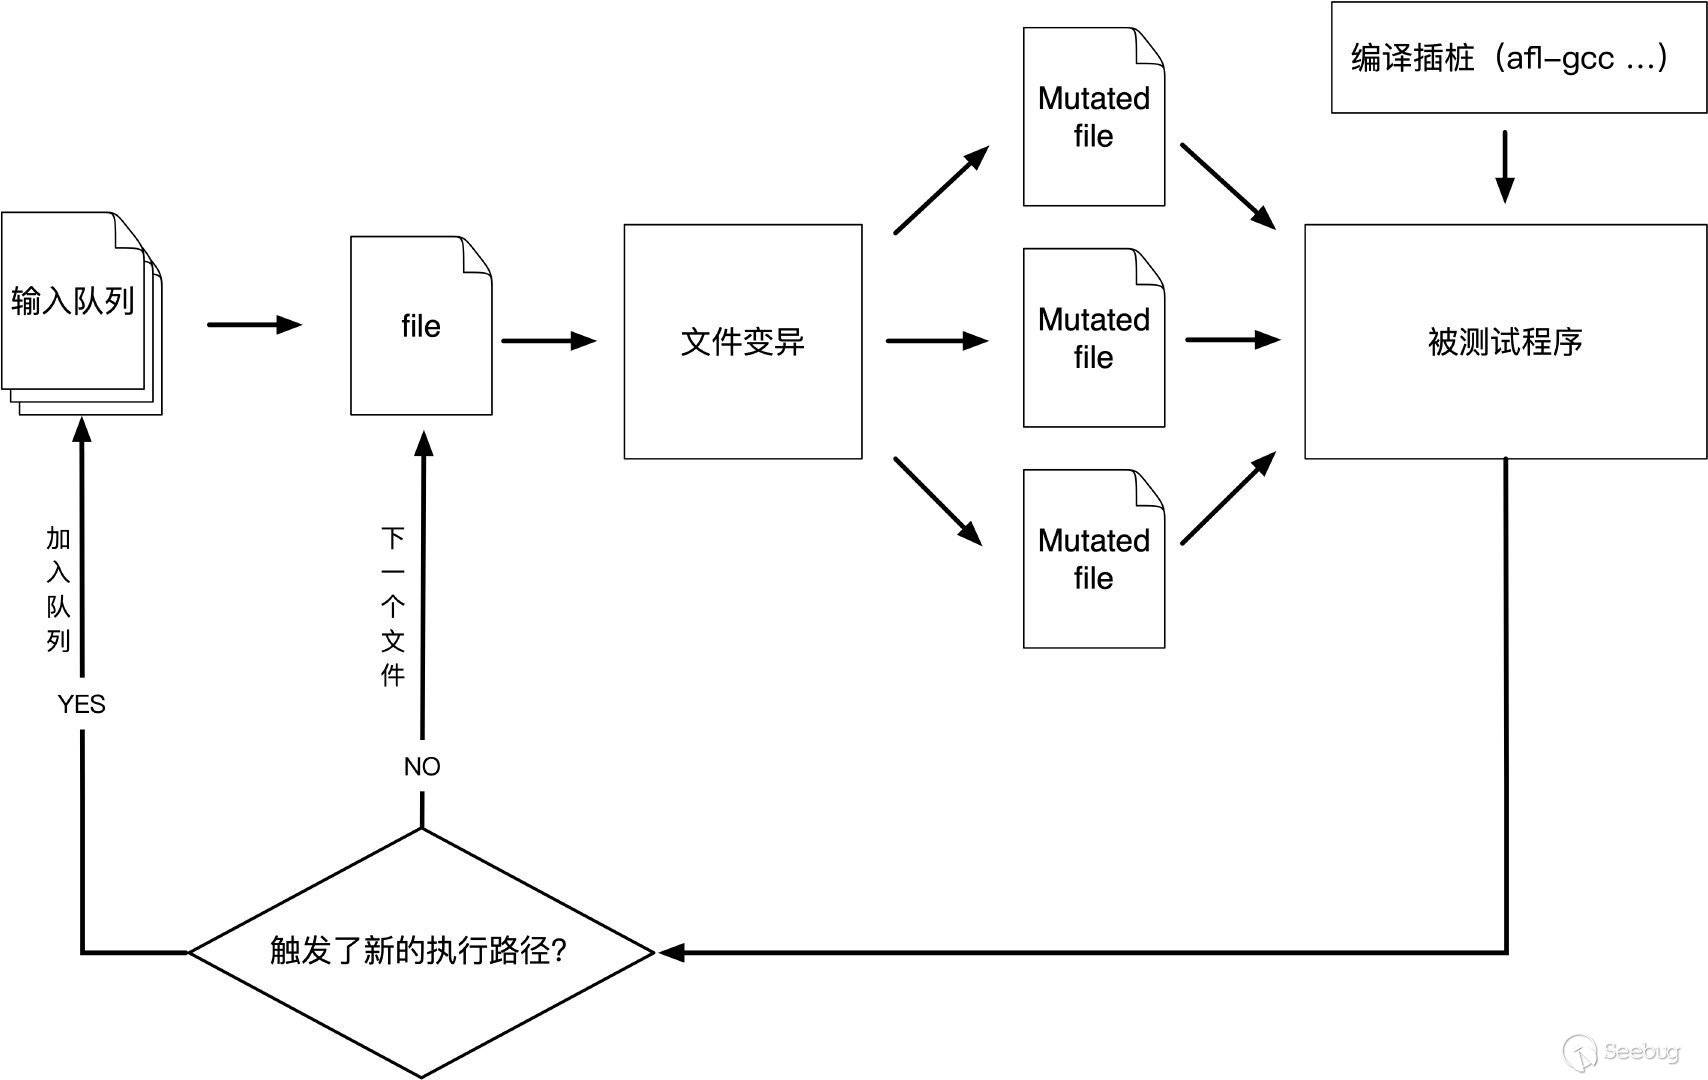 编译插桩（afl-gcc ...）
Mutated
file
输入队列
file
文件变异
Mutated
file
被测试程序
Mutated
file
加入队列
下一个文件
YES
NO
触发了新的执行路径?
Seebug